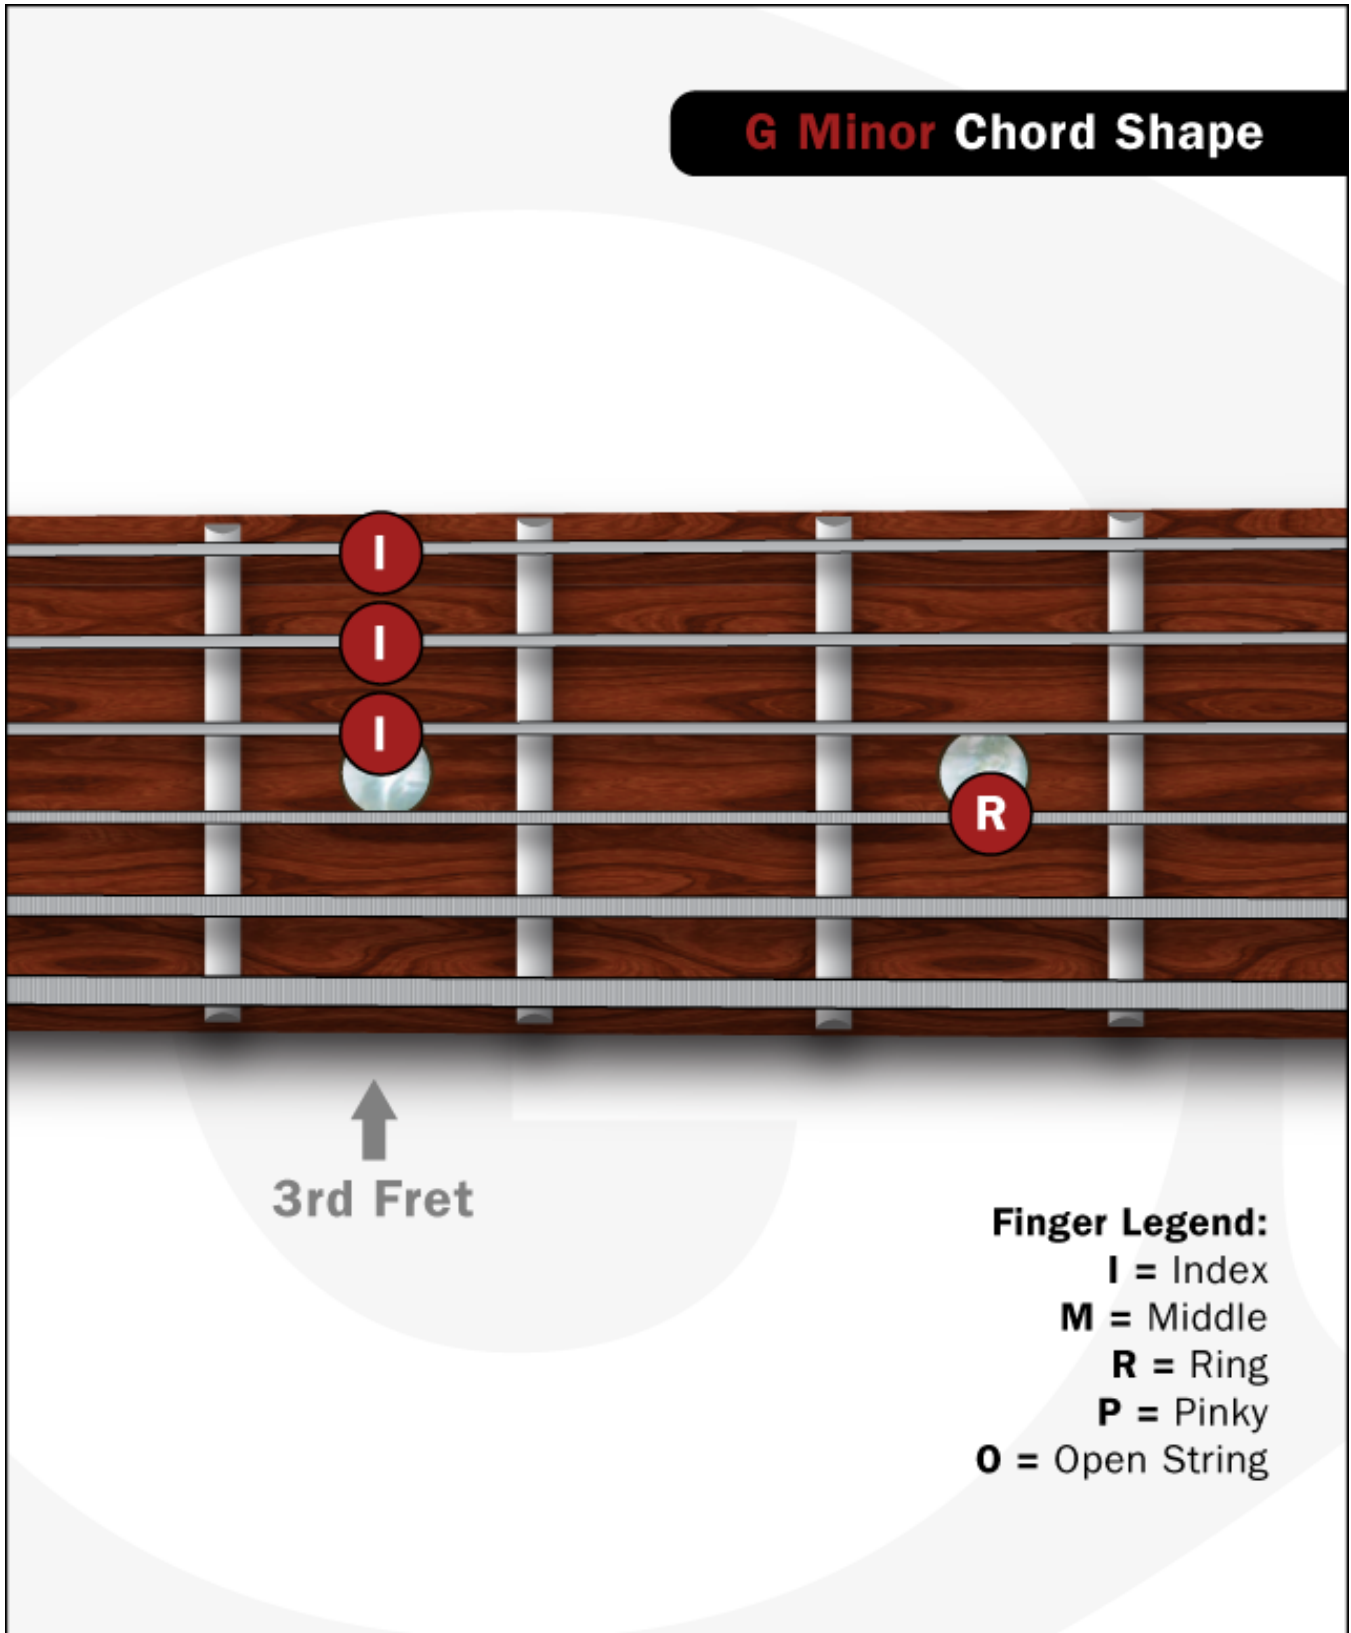 G Minor Chord Shape
I
I
I
R
3rd Fret
Finger Legend:
I = Index
M = Middle
R = Ring
P = Pinky
O = Open String